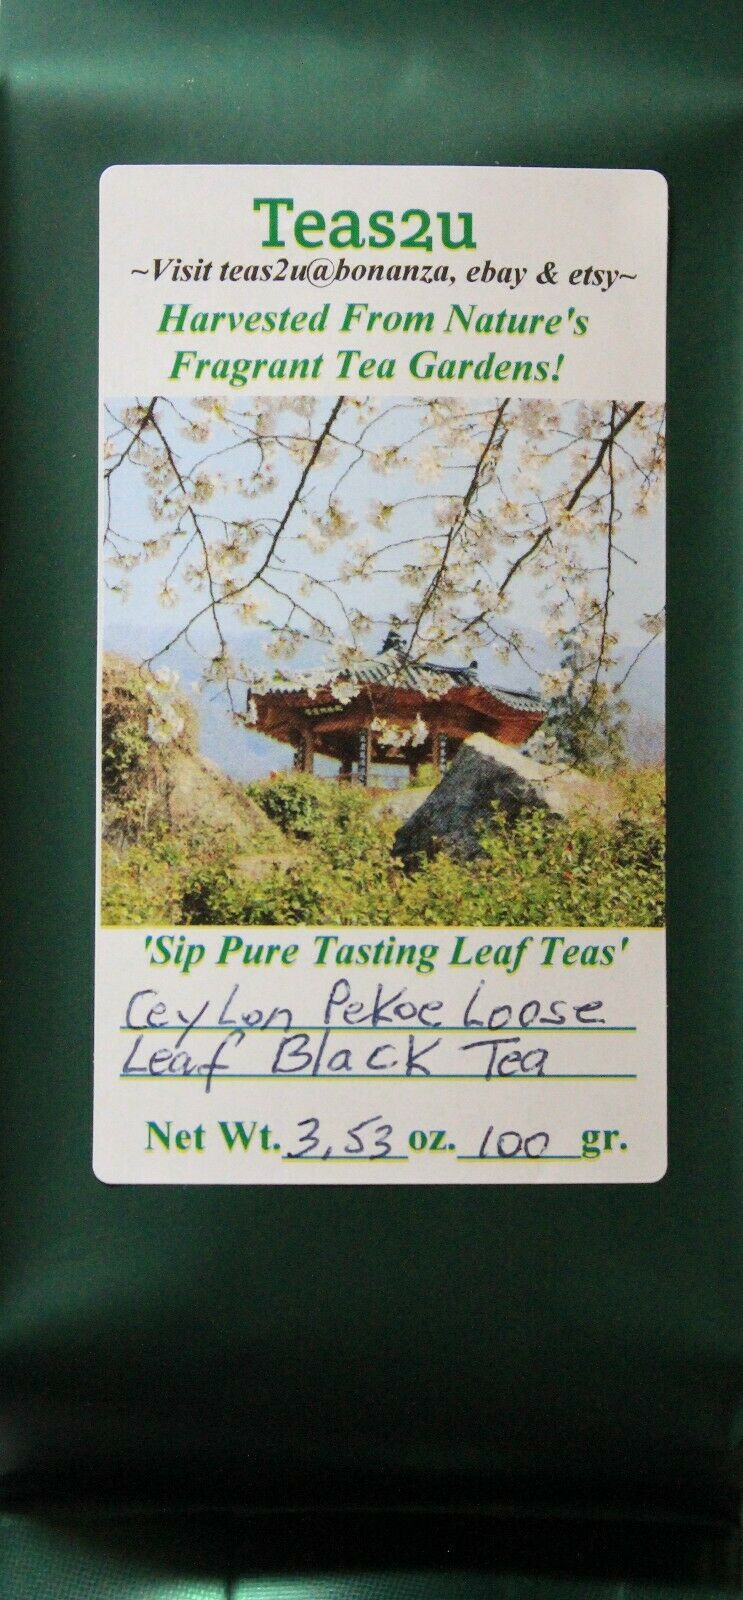 Teas2u
~Visit teas2u@bonanza, ebay & etsy~
Harvested From Nature's
Fragrant Tea Gardens!
'Sip Pure Tasting Leaf Teas'
Ceylon Pekoe Loose
Leaf Black Tea
Net Wt. 3,53 oz. 100 gr.